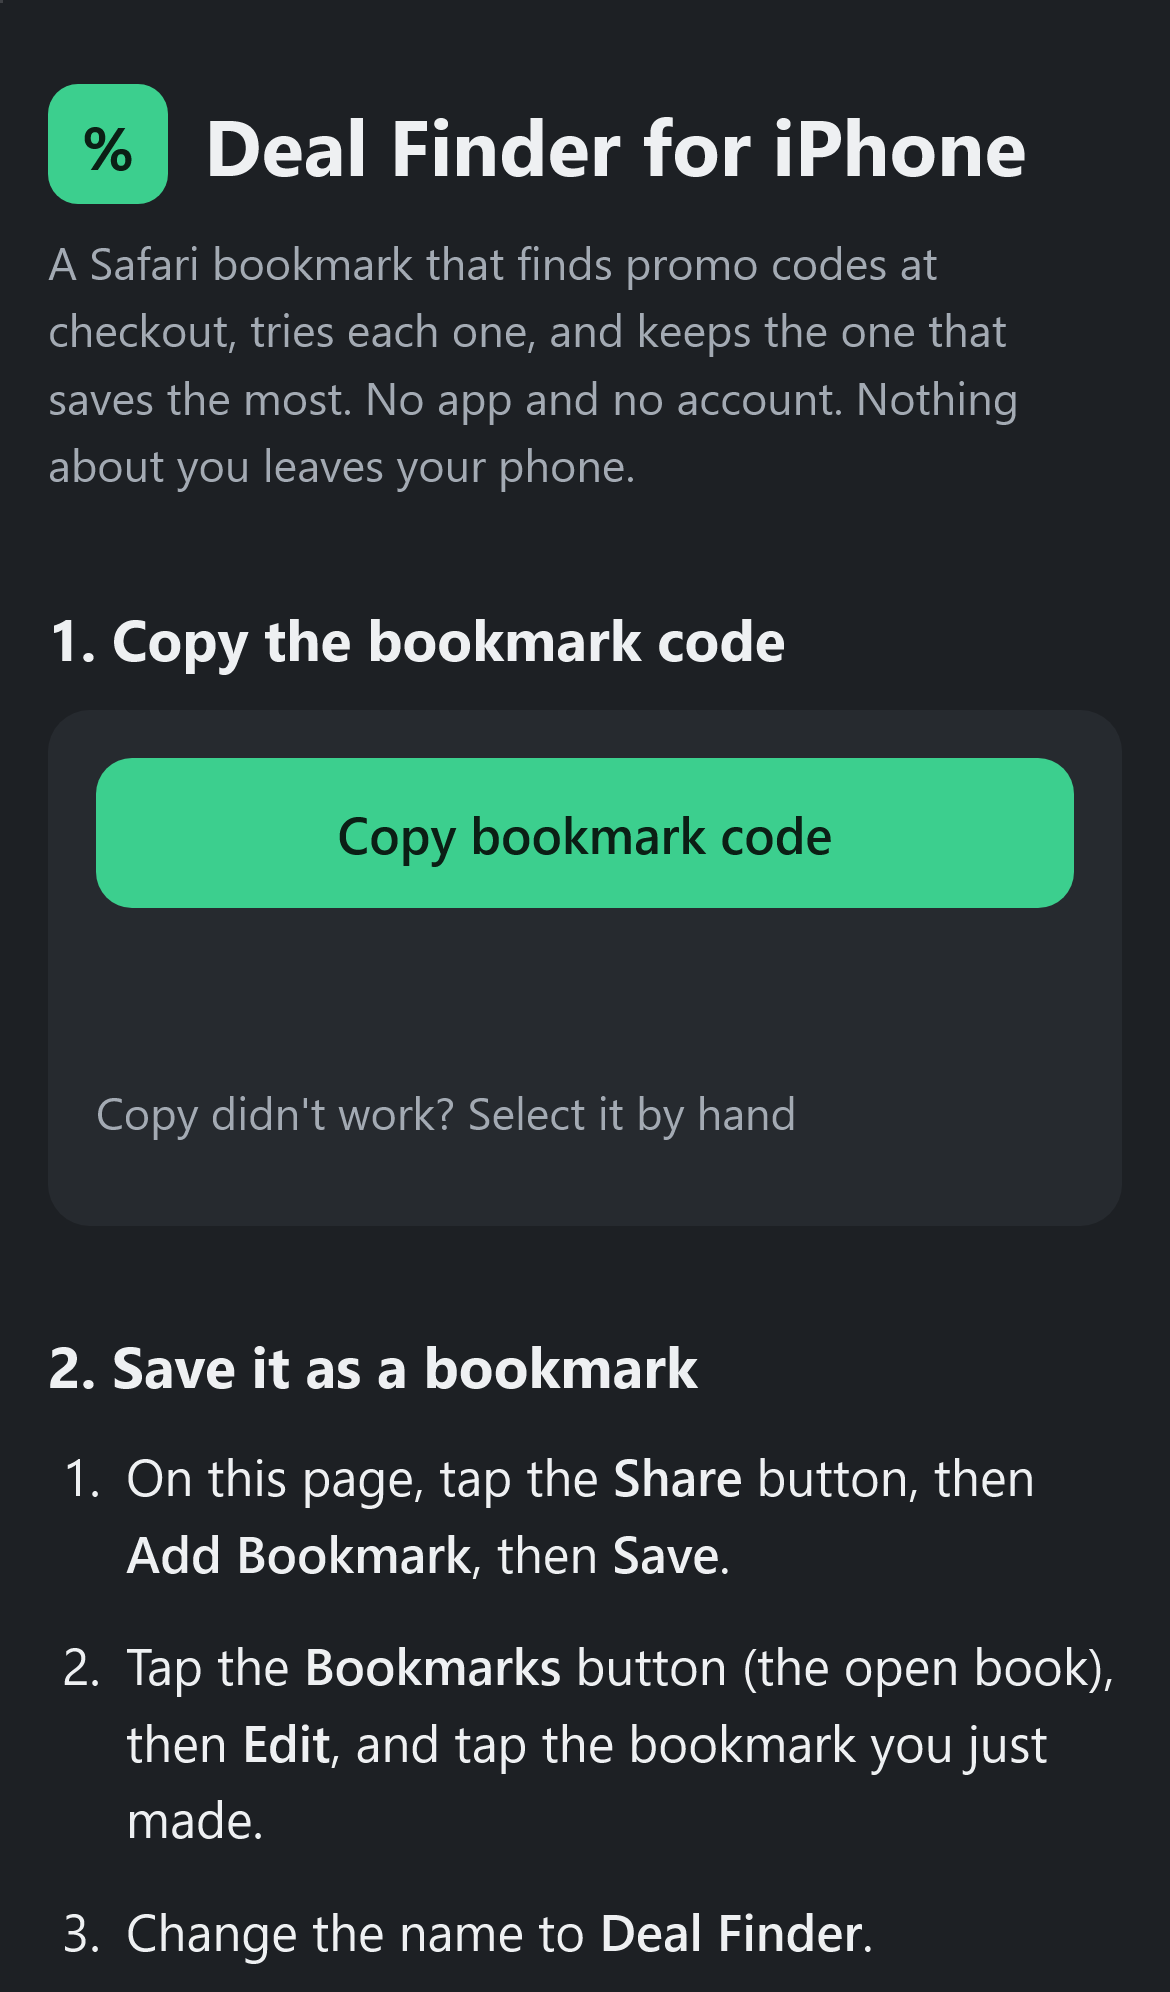 %
Deal Finder for iPhone
A Safari bookmark that finds promo codes at
checkout, tries each one, and keeps the one that
saves the most. No app and no account. Nothing
about you leaves your phone.
1. Copy the bookmark code
Copy bookmark code
Copy didn't work? Select it by hand
2. Save it as a bookmark
1. On this page, tap the Share button, then
Add Bookmark, then Save.
2. Tap the Bookmarks button (the open book),
then Edit, and tap the bookmark you just
made.
3. Change the name to Deal Finder.